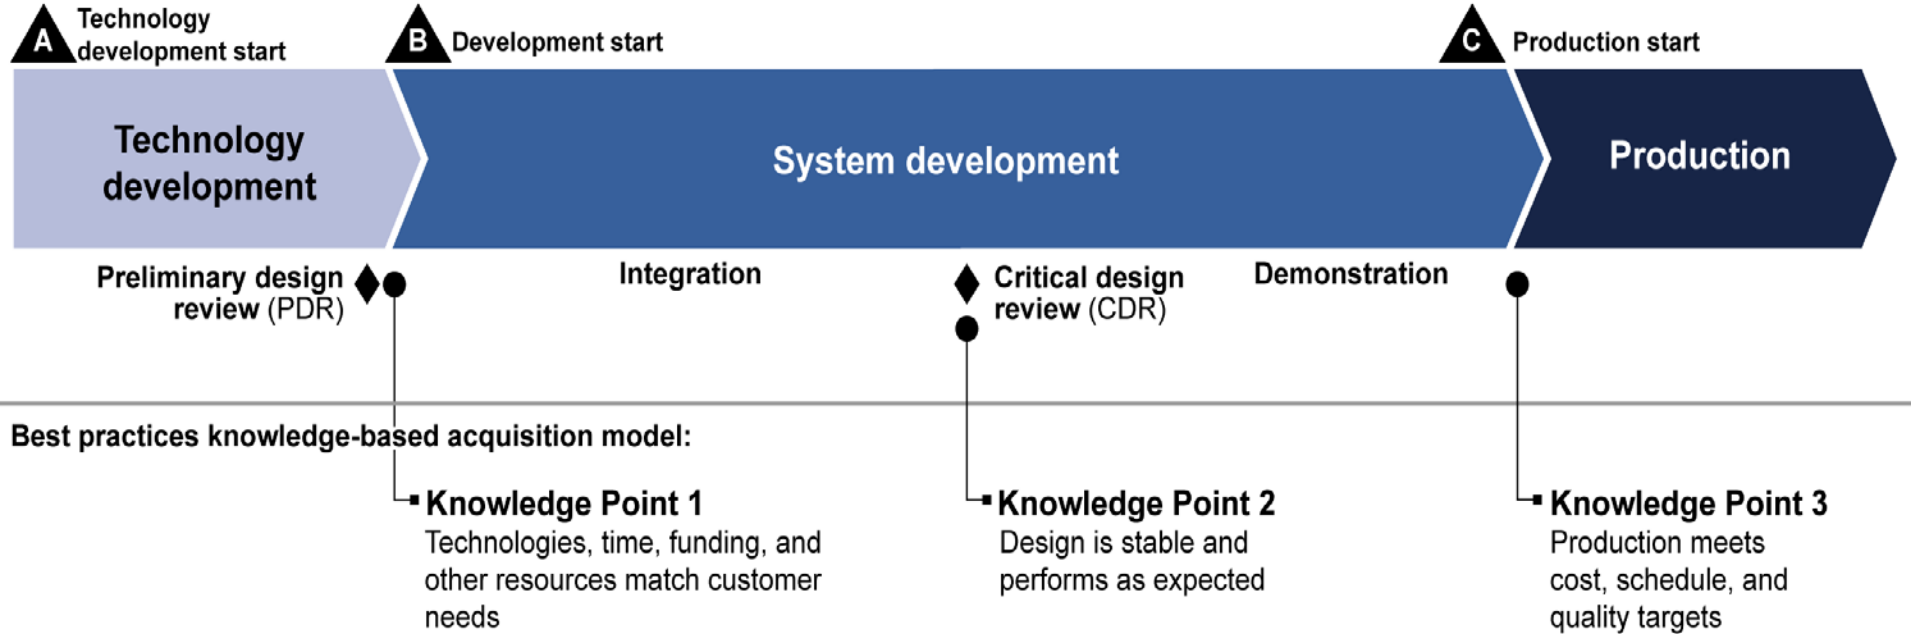 A
Technology
development start
B
Development start
C
Production start
Technology
development
System development
Production
Preliminary design
review (PDR)
Integration
Critical design
review (CDR)
Demonstration
Best practices knowledge-based acquisition model:
Knowledge Point 1
Technologies, time, funding, and
other resources match customer
needs
Knowledge Point 2
Design is stable and
performs as expected
Knowledge Point 3
Production meets
cost, schedule, and
quality targets